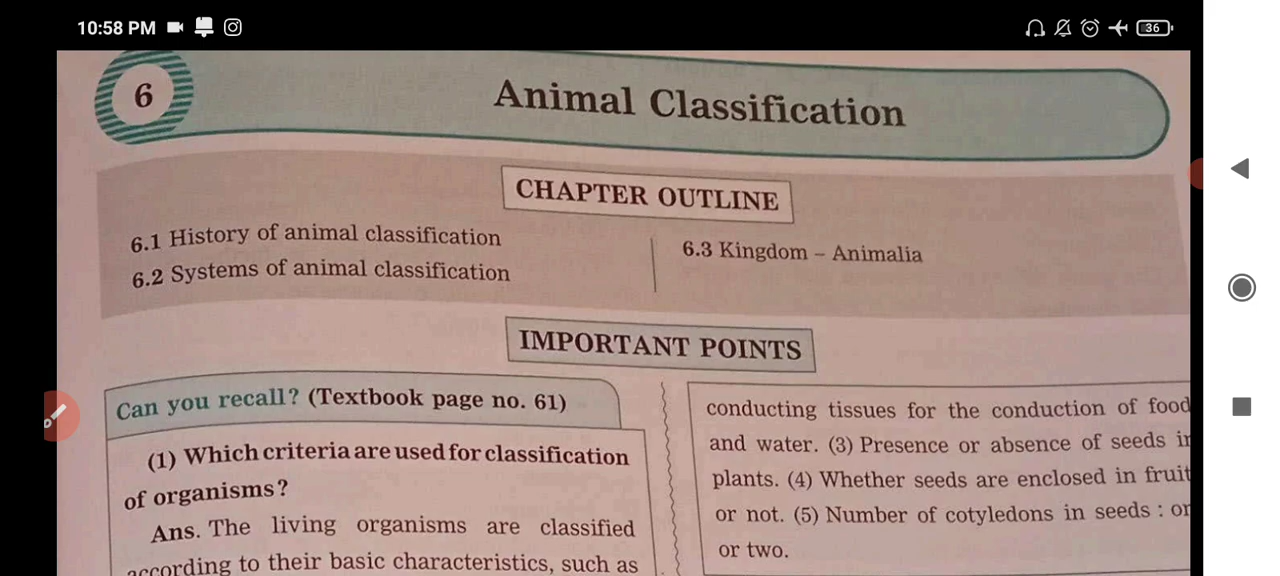 10:58 PM
36
6
Animal Classification
CHAPTER OUTLINE
6.1 History of animal classification
6.2 Systems of animal classification
6.3 Kingdom – Animalia
IMPORTANT POINTS
Can you recall? (Textbook page no. 61)
(1) Which criteria are used for classification
of organisms?
Ans. The living organisms are classified
according to their basic characteristics, such as
conducting tissues for the conduction of food
and water. (3) Presence or absence of seeds
plants. (4) Whether seeds are enclosed in fruit
or not. (5) Number of cotyledons in seeds :
or two.